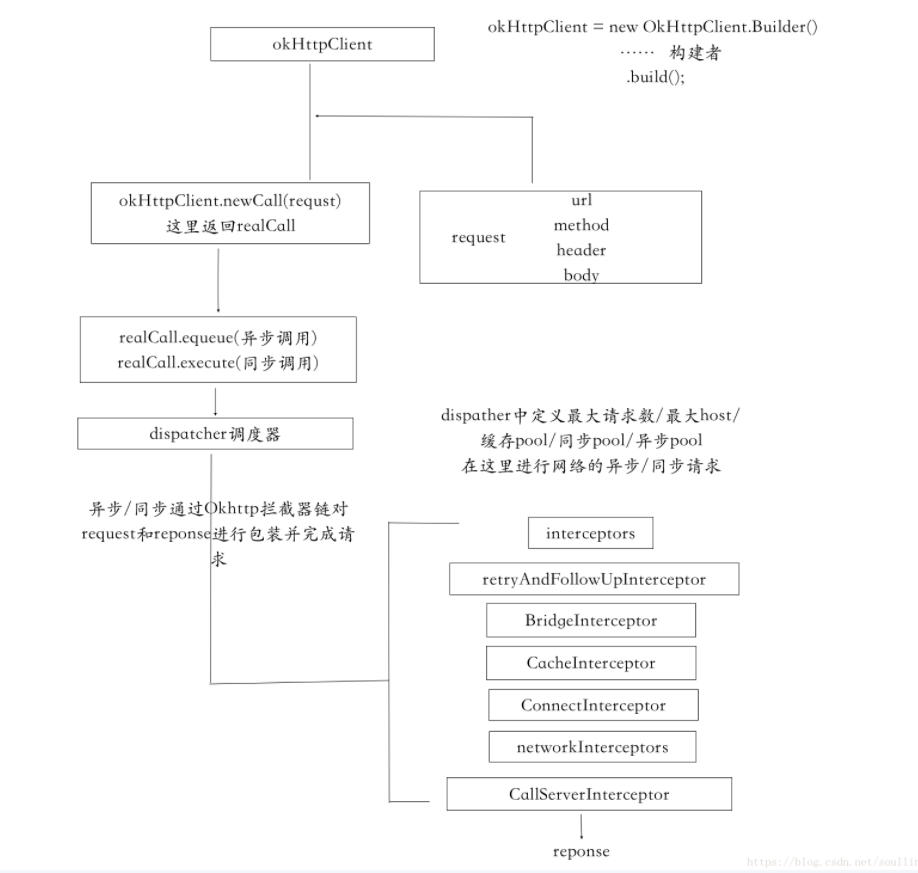 okHttpClient
okHttpClient = new OkHttpClient.Builder()
······ 构建者
.build();
okHttpClient.newCall(requst)
这里返回realCall
request
url
method
header
body
realCall.equeue(异步调用)
realCall.execute(同步调用)
dispatcher调度器
dispather中定义最大请求数/最大host/
缓存pool/同步pool/异步pool
在这里进行网络的异步/同步请求
异步/同步通过Okhttp拦截器链对
request和reponse进行包装并完成请
求
interceptors
retryAndFollowUpInterceptor
BridgeInterceptor
CacheInterceptor
ConnectInterceptor
networkInterceptors
CallServerInterceptor
reponse
https://blog.csdn.net/soullin